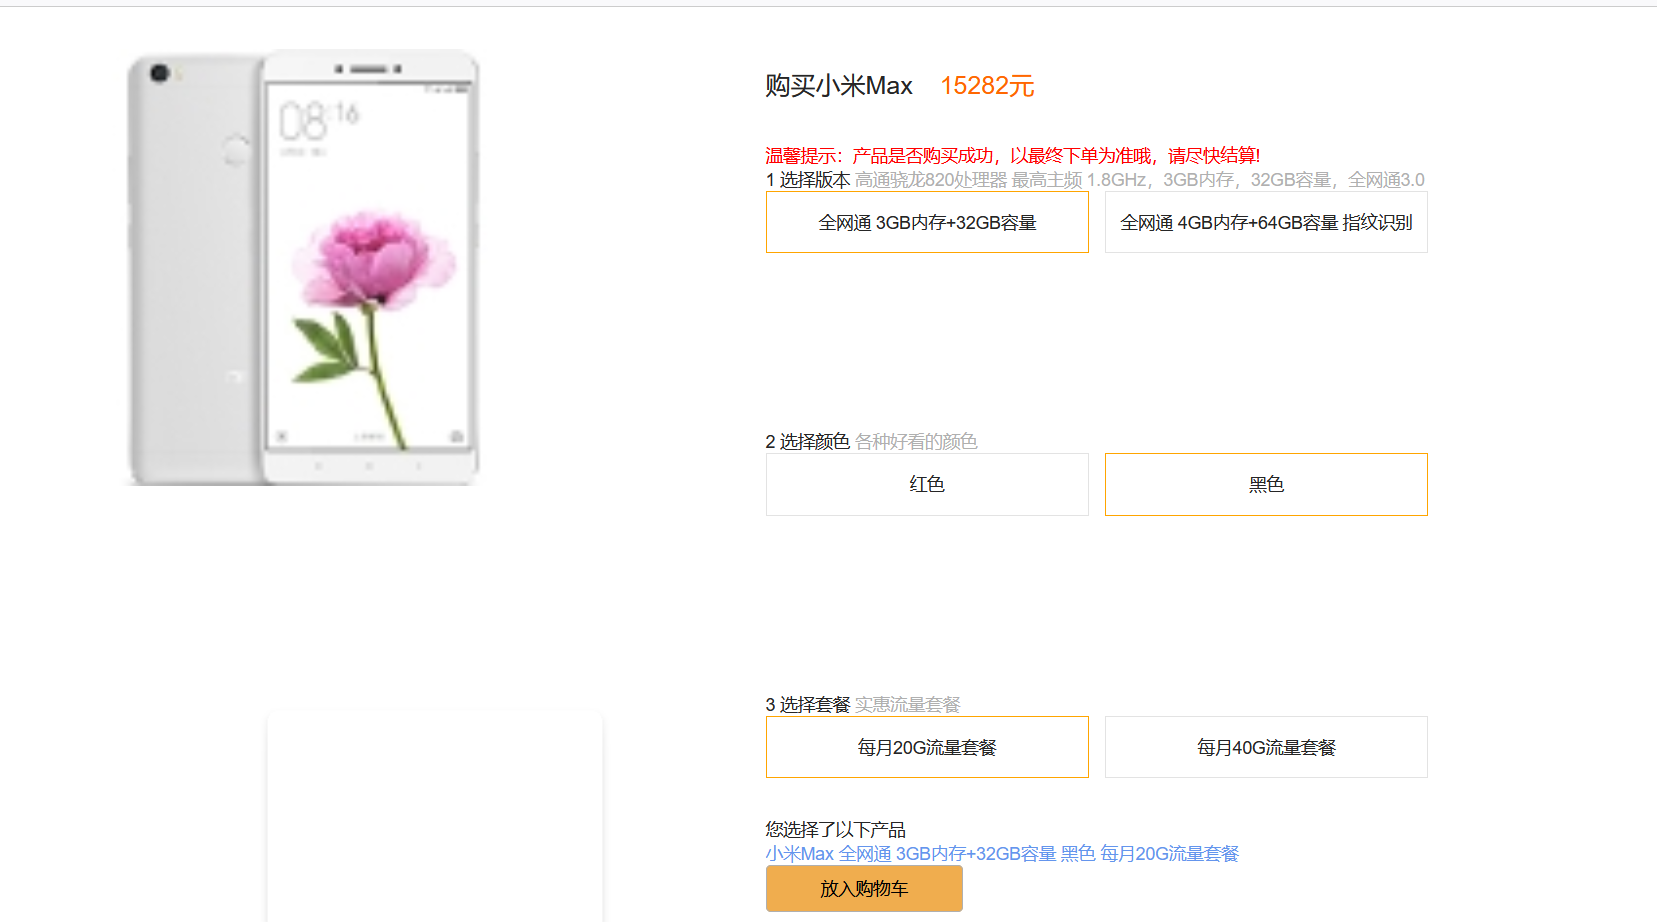 08:16
购买小米Max 15282元
温馨提示：产品是否购买成功，以最终下单为准哦，请尽快结算!
1 选择版本 高通骁龙820处理器 最高主频 1.8GHz，3GB内存，32GB容量，全网通3.0
全网通 3GB内存+32GB容量 全网通 4GB内存+64GB容量 指纹识别
2 选择颜色 各种好看的颜色
红色 黑色
3 选择套餐 实惠流量套餐
每月20G流量套餐 每月40G流量套餐
您选择了以下产品
小米Max 全网通 3GB内存+32GB容量 黑色 每月20G流量套餐
放入购物车